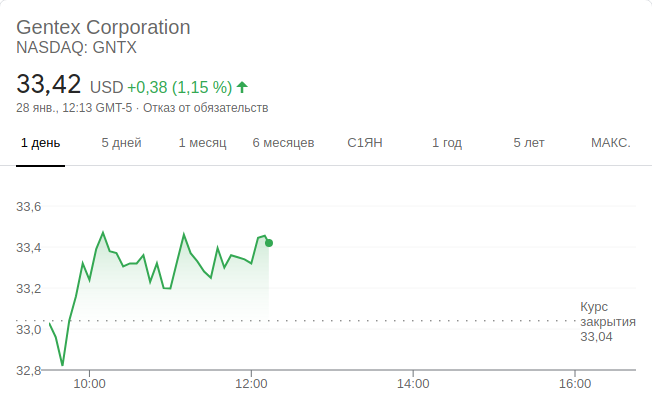 Gentex Corporation
NASDAQ: GNTX
33,42 USD +0,38 (1,15 %)
28 янв., 12:13 GMT-5 · Отказ от обязательств
1 день 5 дней 1 месяц 6 месяцев С1ЯН 1 год 5 лет МАКС.
33,6
33,4
33,2
33,0
32,8
Курс
закрытия
33,04
10:00 12:00 14:00 16:00